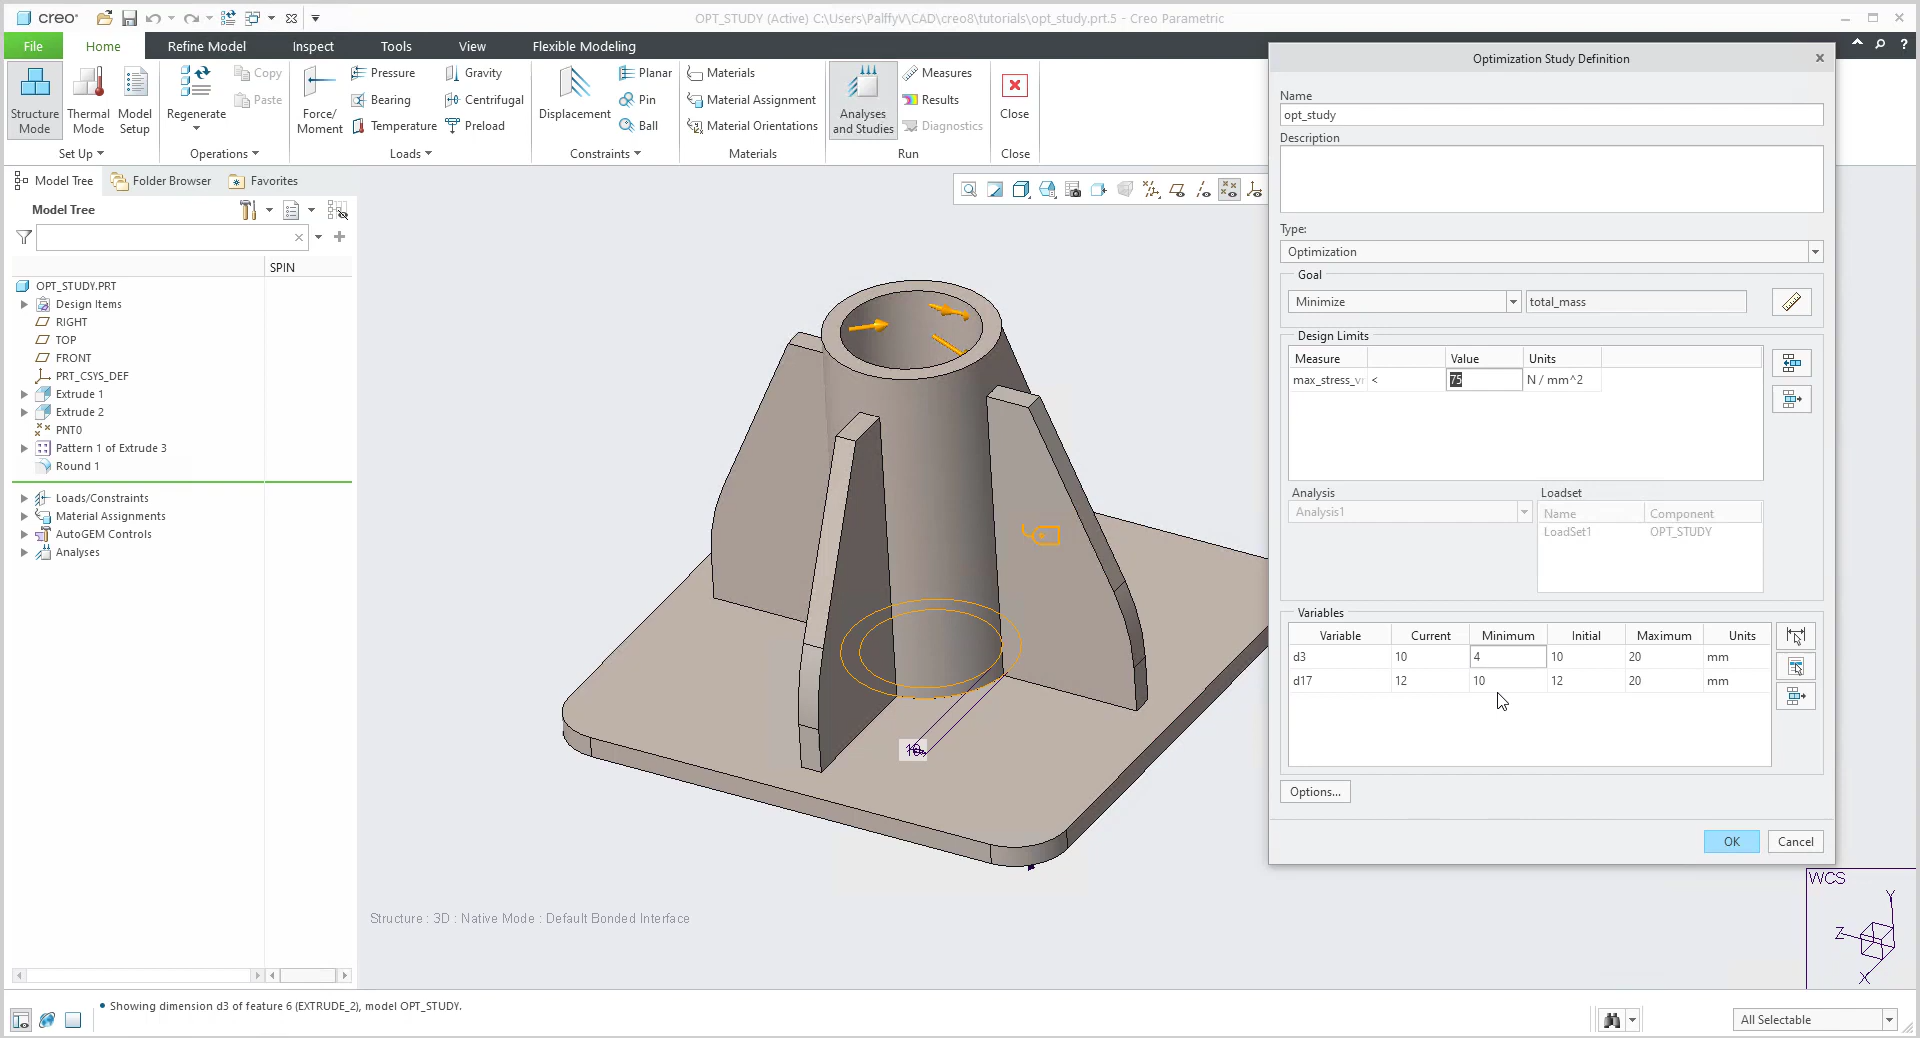 creo
OPT_STUDY (Active) C:\Users\PalffyV\CAD\creo8\tutorials\opt_study.prt.5 - Creo Parametric
File
Home
Refine Model
Inspect
Tools
View
Flexible Modeling
Structure Mode
Thermal Mode
Model Setup
Set Up
Regenerate
Copy
Paste
Operations
Force/ Moment
Pressure
Bearing
Temperature
Gravity
Centrifugal
Preload
Loads
Displacement
Planar
Pin
Ball
Constraints
Materials
Material Assignment
Material Orientations
Materials
Analyses and Studies
Measures
Results
Diagnostics
Run
Close
Close
Model Tree
Folder Browser
Favorites
Model Tree
SPIN
OPT_STUDY.PRT
Design Items
RIGHT
TOP
FRONT
PRT_CSYS_DEF
Extrude 1
Extrude 2
PNT0
Pattern 1 of Extrude 3
Round 1
Loads/Constraints
Material Assignments
AutoGEM Controls
Analyses
10
Structure : 3D : Native Mode : Default Bonded Interface
Optimization Study Definition
Name
opt_study
Description
Type:
Optimization
Goal
Minimize
total_mass
Design Limits
Measure Value Units
max_stress_vr < 75 N / mm^2
Analysis
Analysis1
Loadset
Name Component
LoadSet1 OPT_STUDY
Variables
Variable Current Minimum Initial Maximum Units
d3 10 4 10 20 mm
d17 12 10 12 20 mm
Options...
OK
Cancel
WCS
Y
Z
X
Showing dimension d3 of feature 6 (EXTRUDE_2), model OPT_STUDY.
All Selectable